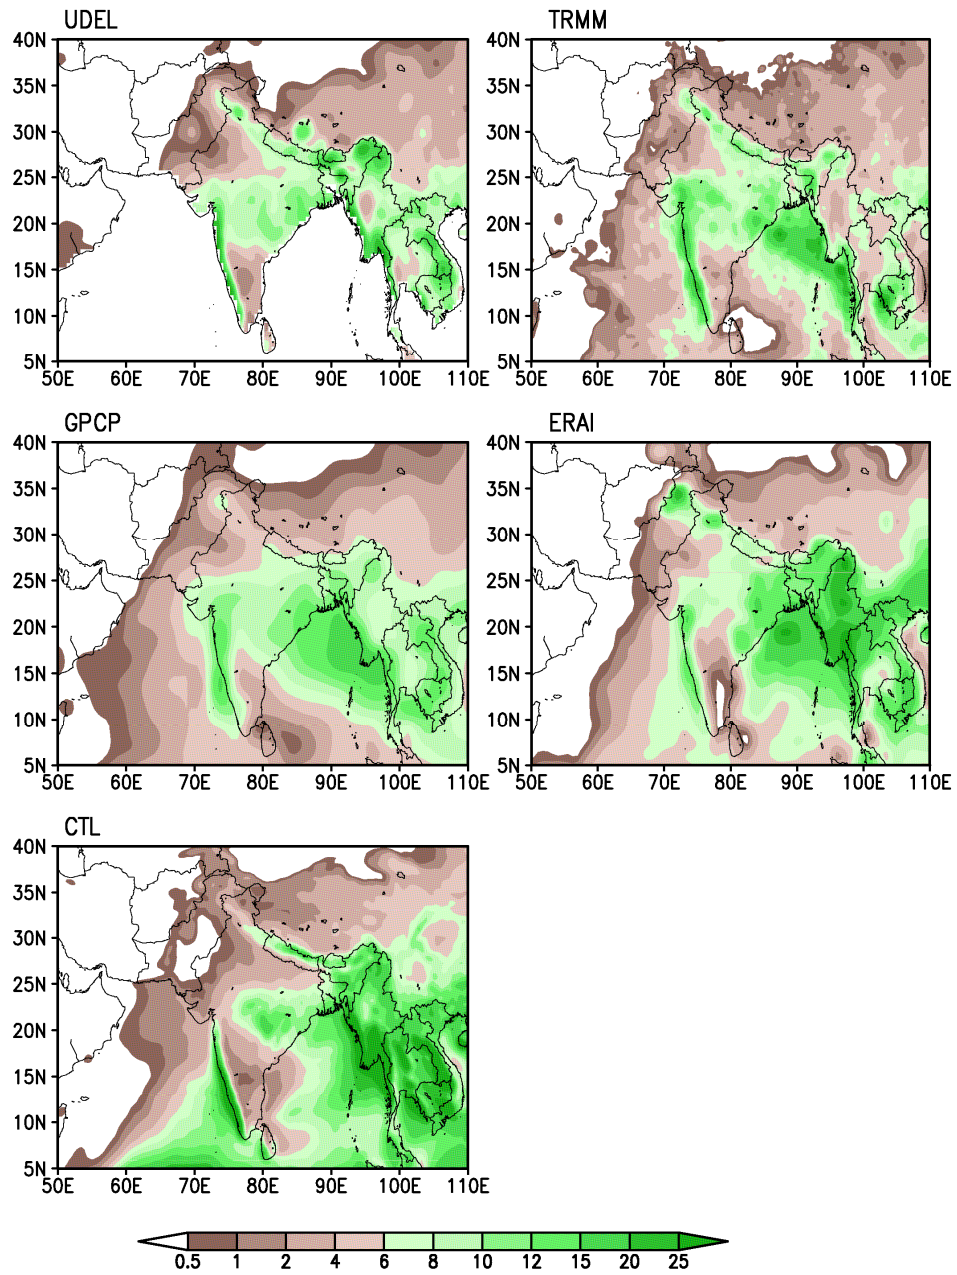 UDEL TRMM
40N 40N
35N 35N
30N 30N
25N 25N
20N 20N
15N 15N
10N 10N
5N 5N
50E 60E 70E 80E 90E 100E 110E 50E 60E 70E 80E 90E 100E 110E
GPCP ERAI
40N 40N
35N 35N
30N 30N
25N 25N
20N 20N
15N 15N
10N 10N
5N 5N
50E 60E 70E 80E 90E 100E 110E 50E 60E 70E 80E 90E 100E 110E
CTL
40N
35N
30N
25N
20N
15N
10N
5N
50E 60E 70E 80E 90E 100E 110E
0.5 1 2 4 6 8 10 12 15 20 25